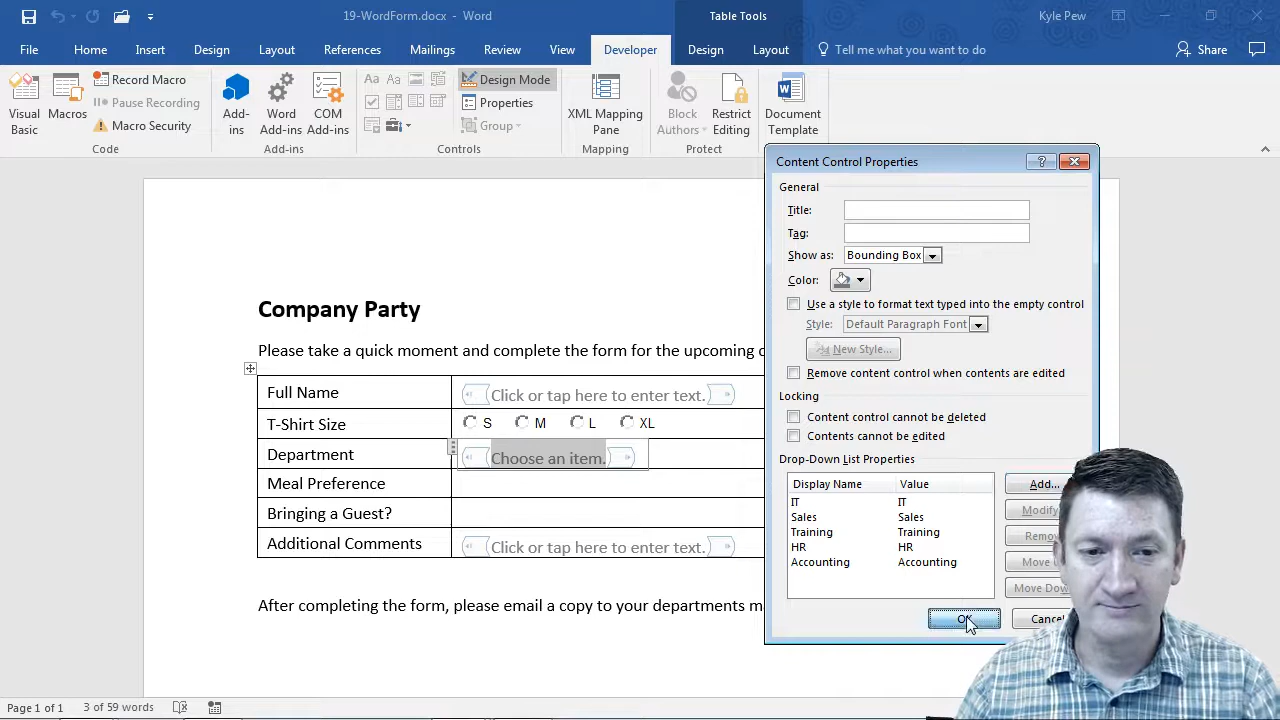 19-WordForm.docx - Word
Table Tools
Kyle Pew
File
Home
Insert
Design
Layout
References
Mailings
Review
View
Developer
Design
Layout
Tell me what you want to do
Share
Visual Basic
Macros
Record Macro
Pause Recording
Macro Security
Code
Add-ins
Word Add-ins
COM Add-ins
Add-ins
Aa Aa
Design Mode
Properties
Group
Controls
XML Mapping Pane
Mapping
Block Authors
Restrict Editing
Protect
Document Template
Company Party
Please take a quick moment and complete the form for the upcoming
Full Name Click or tap here to enter text.
T-Shirt Size S M L XL
Department Choose an item.
Meal Preference
Bringing a Guest?
Additional Comments Click or tap here to enter text.
After completing the form, please email a copy to your departments
Content Control Properties
General
Title:
Tag:
Show as: Bounding Box
Color:
Use a style to format text typed into the empty control
Style: Default Paragraph Font
New Style...
Remove content control when contents are edited
Locking
Content control cannot be deleted
Contents cannot be edited
Drop-Down List Properties
Display Name Value
IT IT
Sales Sales
Training Training
HR HR
Accounting Accounting
Add...
Modify
Remo
Move U
Move Dow
OK
Cancel
Page 1 of 1
3 of 59 words